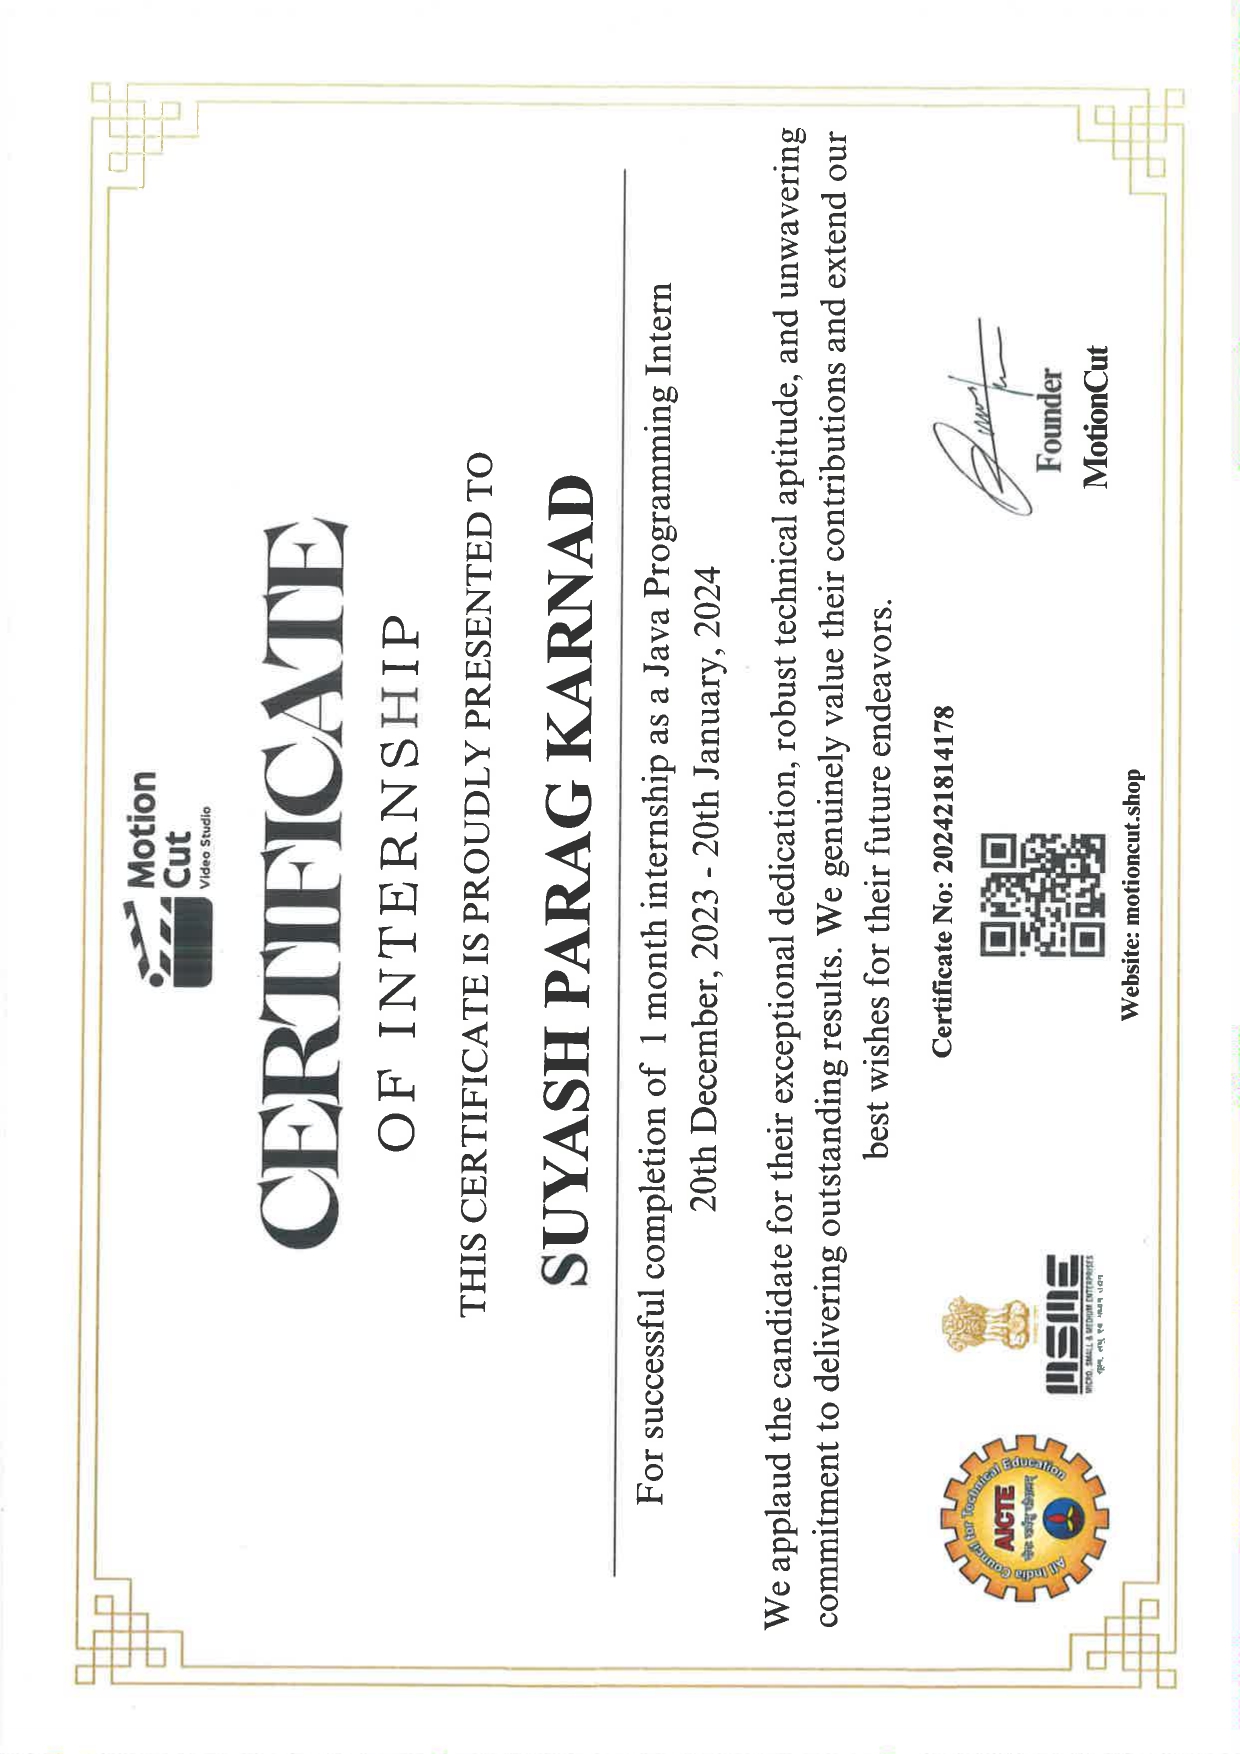 Motion
Cut
Video Studio
CERTIFICATE
OF INTERNSHIP
THIS CERTIFICATE IS PROUDLY PRESENTED TO
SUYASH PARAG KARNAD
For successful completion of 1 month internship as a Java Programming Intern
20th December, 2023 - 20th January, 2024
We applaud the candidate for their exceptional dedication, robust technical aptitude, and unwavering
commitment to delivering outstanding results. We genuinely value their contributions and extend our
best wishes for their future endeavors.
Certificate No: 202421814178
All India Council for Technical Education
AICTE
MSME
MICRO, SMALL & MEDIUM ENTERPRISES
Website: motioncut.shop
Founder
MotionCut